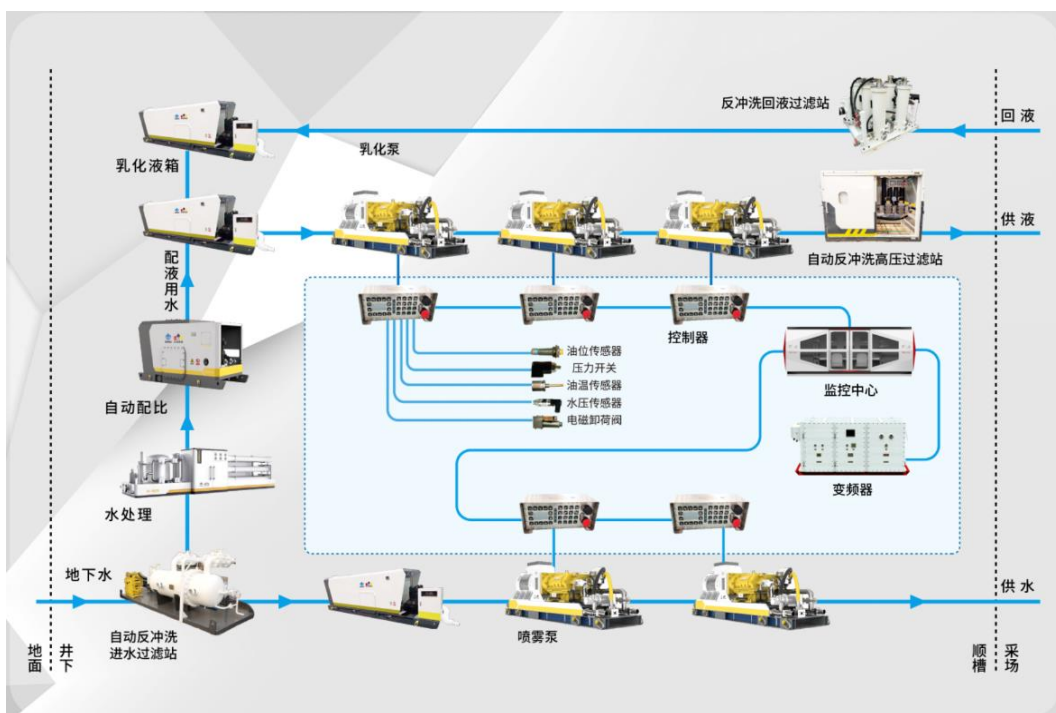 反冲洗回液过滤站
回液
乳化泵
乳化液箱
供液
自动反冲洗高压过滤站
配液用水
控制器
油位传感器
压力开关
油温传感器
水压传感器
电磁卸荷阀
监控中心
自动配比
变频器
水处理
地下水
供水
自动反冲洗
进水过滤站
喷雾泵
地面
井下
顺槽
采场